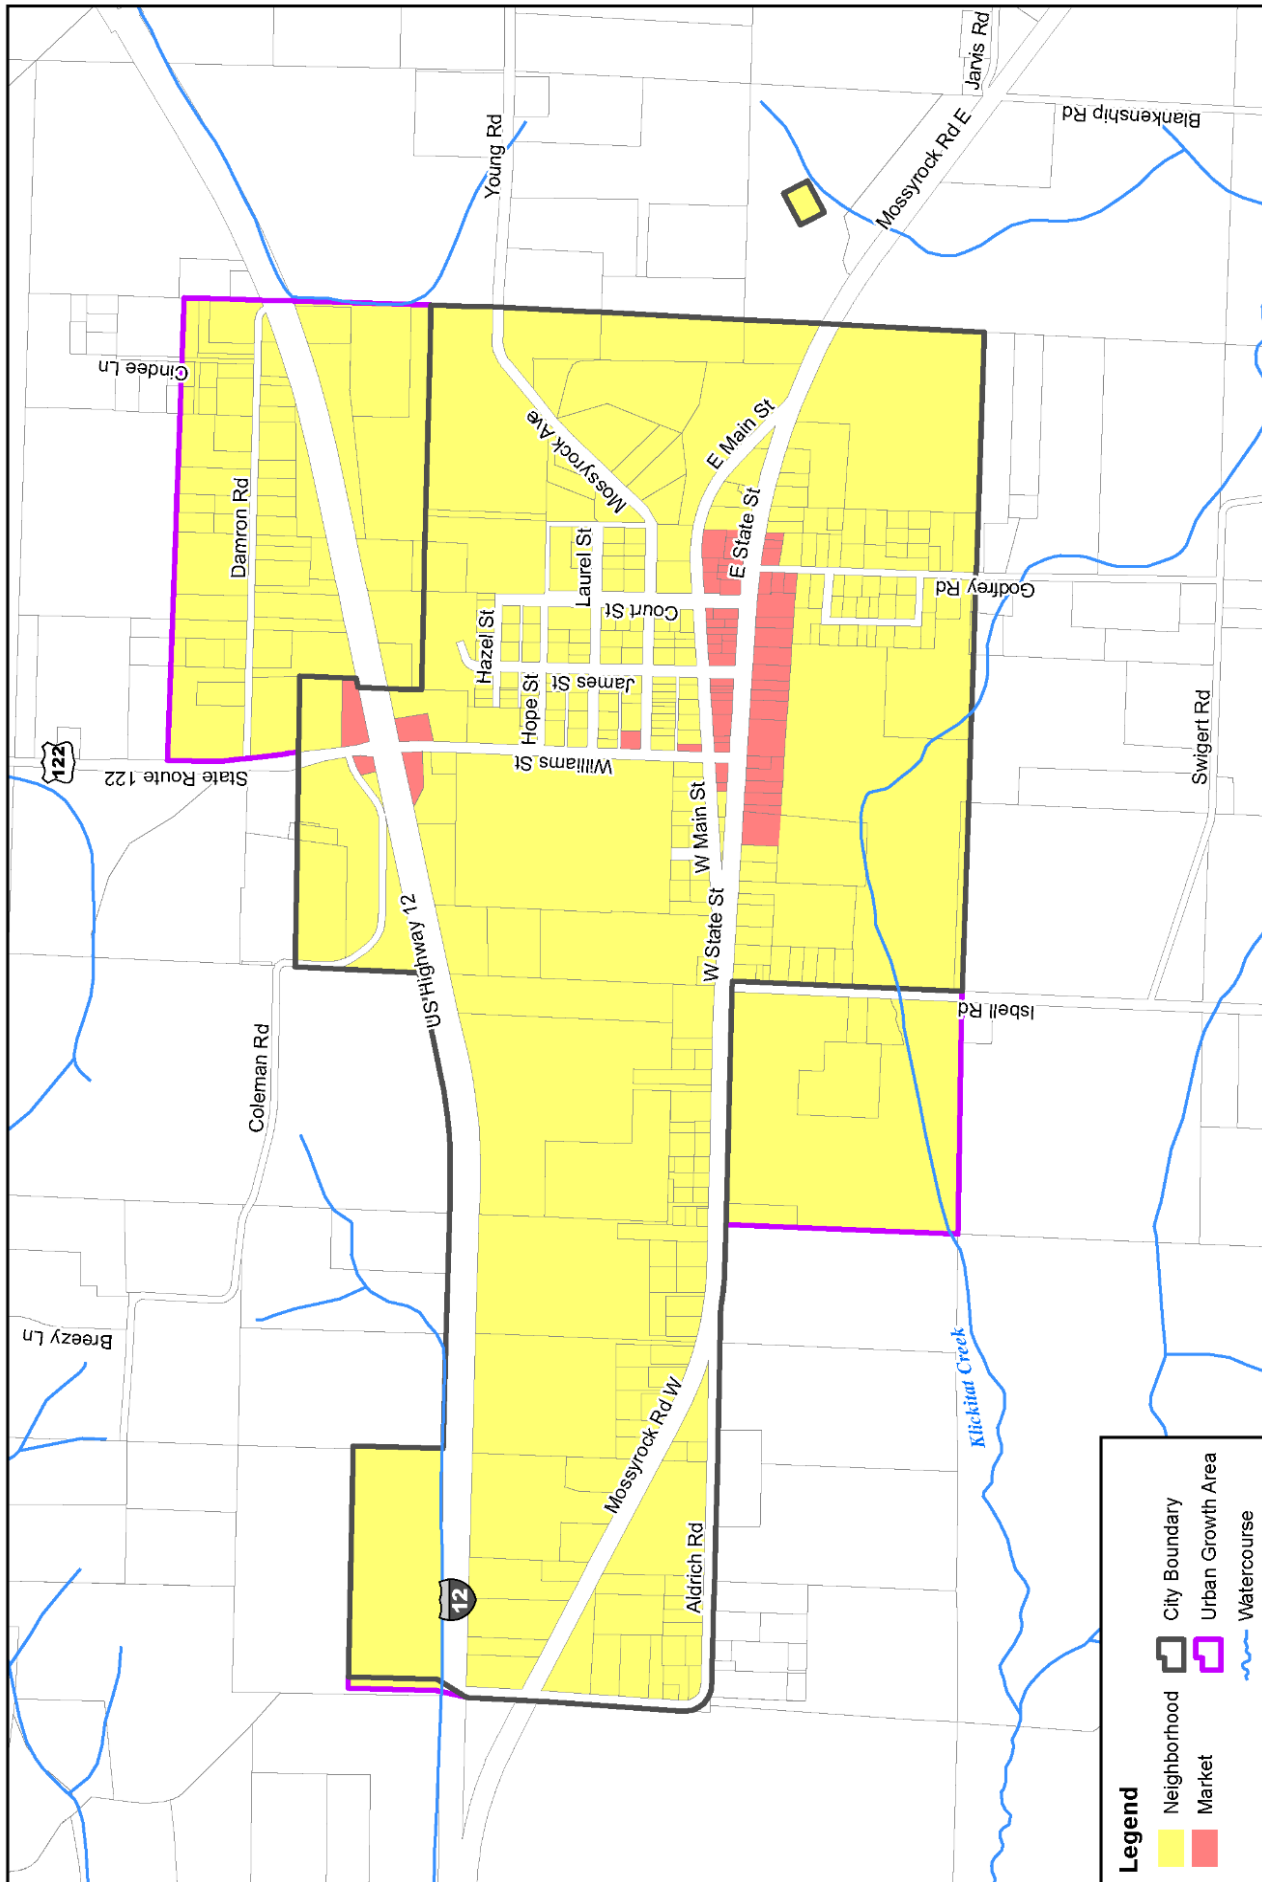 Jarvis Rd
Blankenship Rd
Young Rd
Mossyrock Rd E
Cindee Ln
Damron Rd
Mossyrock Ave
E Main St
Laurel St
E State St
Court St
Hazel St
Godfrey Rd
James St
Hope St
122
State Route 122
Williams St
Swigert Rd
W Main St
W State St
US Highway 12
Isbell Rd
Coleman Rd
Breezy Ln
Klickitat Creek
Mossyrock Rd W
Aldrich Rd
12
Legend
Neighborhood
Market
City Boundary
Urban Growth Area
Watercourse